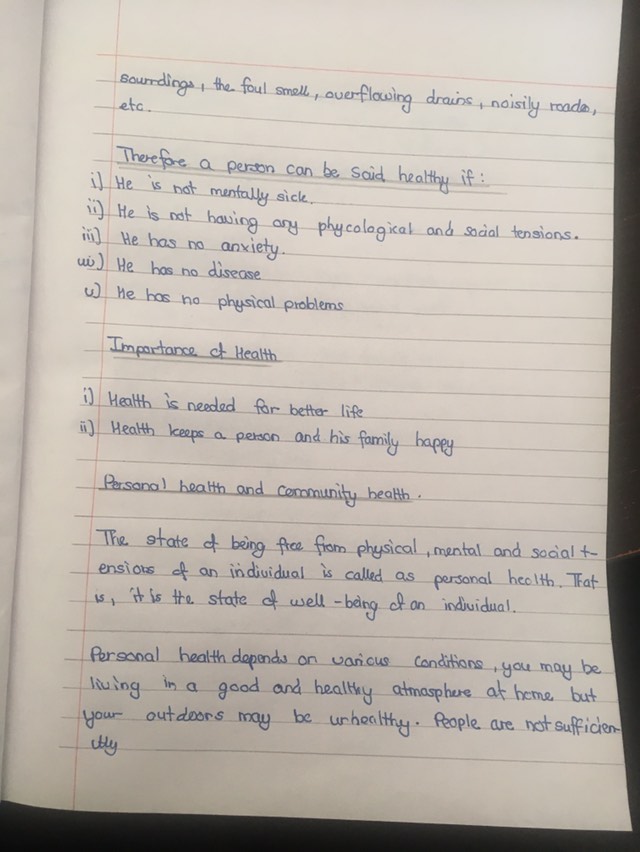 sourrdings, the foul smell, overflowing drains, noisily roads,
etc.
Therefore a person can be said healthy if :
i) He is not mentally sick.
ii) He is not having any phycological and social tensions.
iii) He has no anxiety.
iv) He has no disease
v) He has no physical problems
Importance of Health
i) Health is needed for better life
ii) Health keeps a person and his family happy
Personal health and community health.
The state of being free from physical, mental and social t-
ensions of an individual is called as personal health. That
is, it is the state of well-being of an individual.
Personal health depends on various conditions, you may be
living in a good and healthy atmasphere at home but
your outdoors may be unhealthy. People are not sufficien-
tly